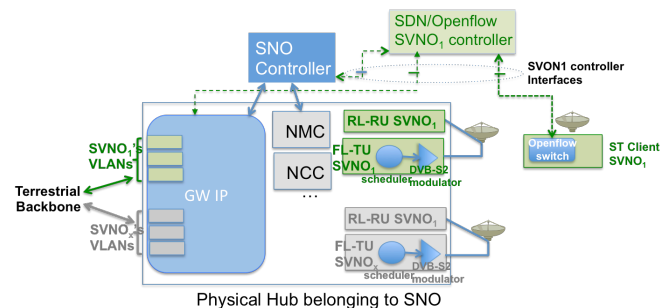 SDN/Openflow
SVNO1 controller
SNO
Controller
SVON1 controller
Interfaces
NMC
NCC
...
RL-RU SVNO1
FL-TU
SVNO1
scheduler
DVB-S2
modulator
Openflow
switch
ST Client
SVNO1
SVNO1's
VLANs
GW IP
Terrestrial
Backbone
SVNOx's
VLANs
RL-RU SVNO1
FL-TU
SVNOx
scheduler
DVB-S2
modulator
Physical Hub belonging to SNO